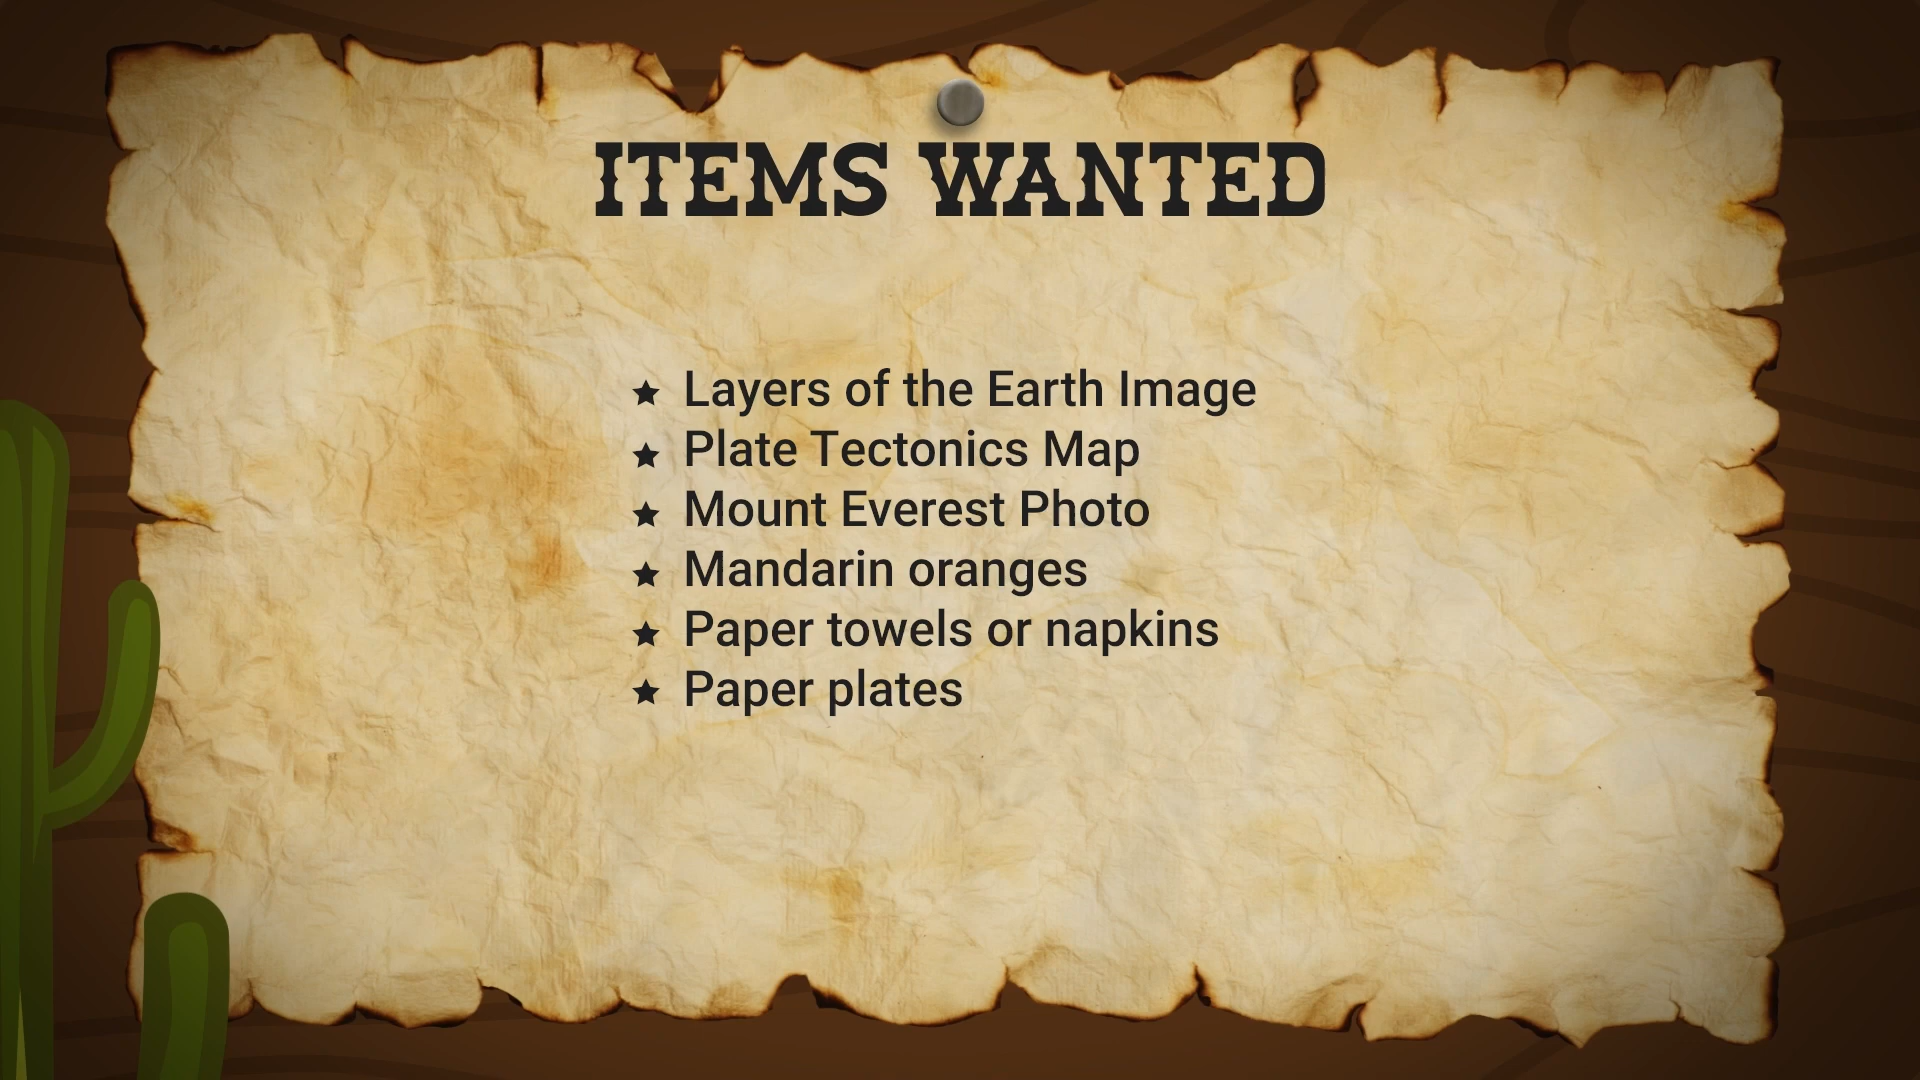 ITEMS WANTED
★ Layers of the Earth Image
★ Plate Tectonics Map
★ Mount Everest Photo
★ Mandarin oranges
★ Paper towels or napkins
★ Paper plates